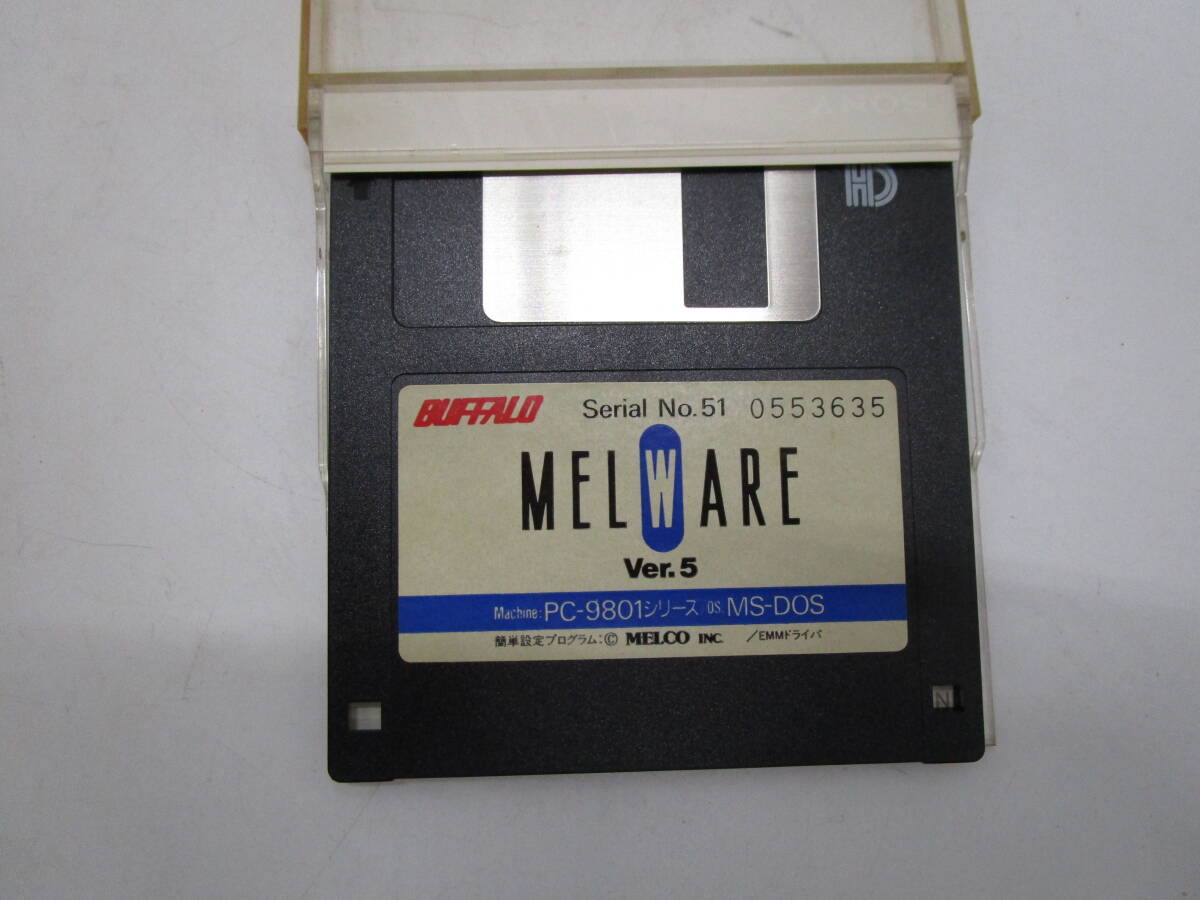 SONY
HD
BUFFALO Serial No.51 0553635
MELWARE
Ver.5
Machine: PC-9801シリーズ OS. MS-DOS
簡単設定プログラム:© MELCO INC. /EMMドライバ
N